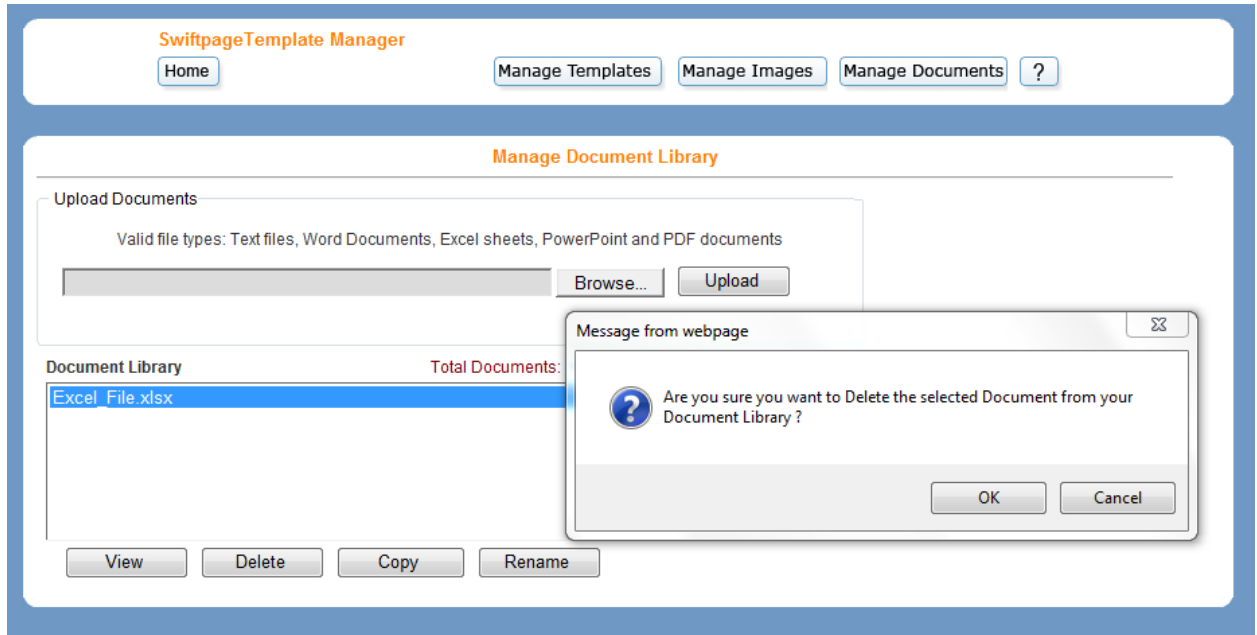 SwiftpageTemplate Manager
Home
Manage Templates
Manage Images
Manage Documents
?
Manage Document Library
Upload Documents
Valid file types: Text files, Word Documents, Excel sheets, PowerPoint and PDF documents
Browse...
Upload
Message from webpage
Document Library
Total Documents:
Excel_File.xlsx
Are you sure you want to Delete the selected Document from your
Document Library ?
OK
Cancel
View
Delete
Copy
Rename